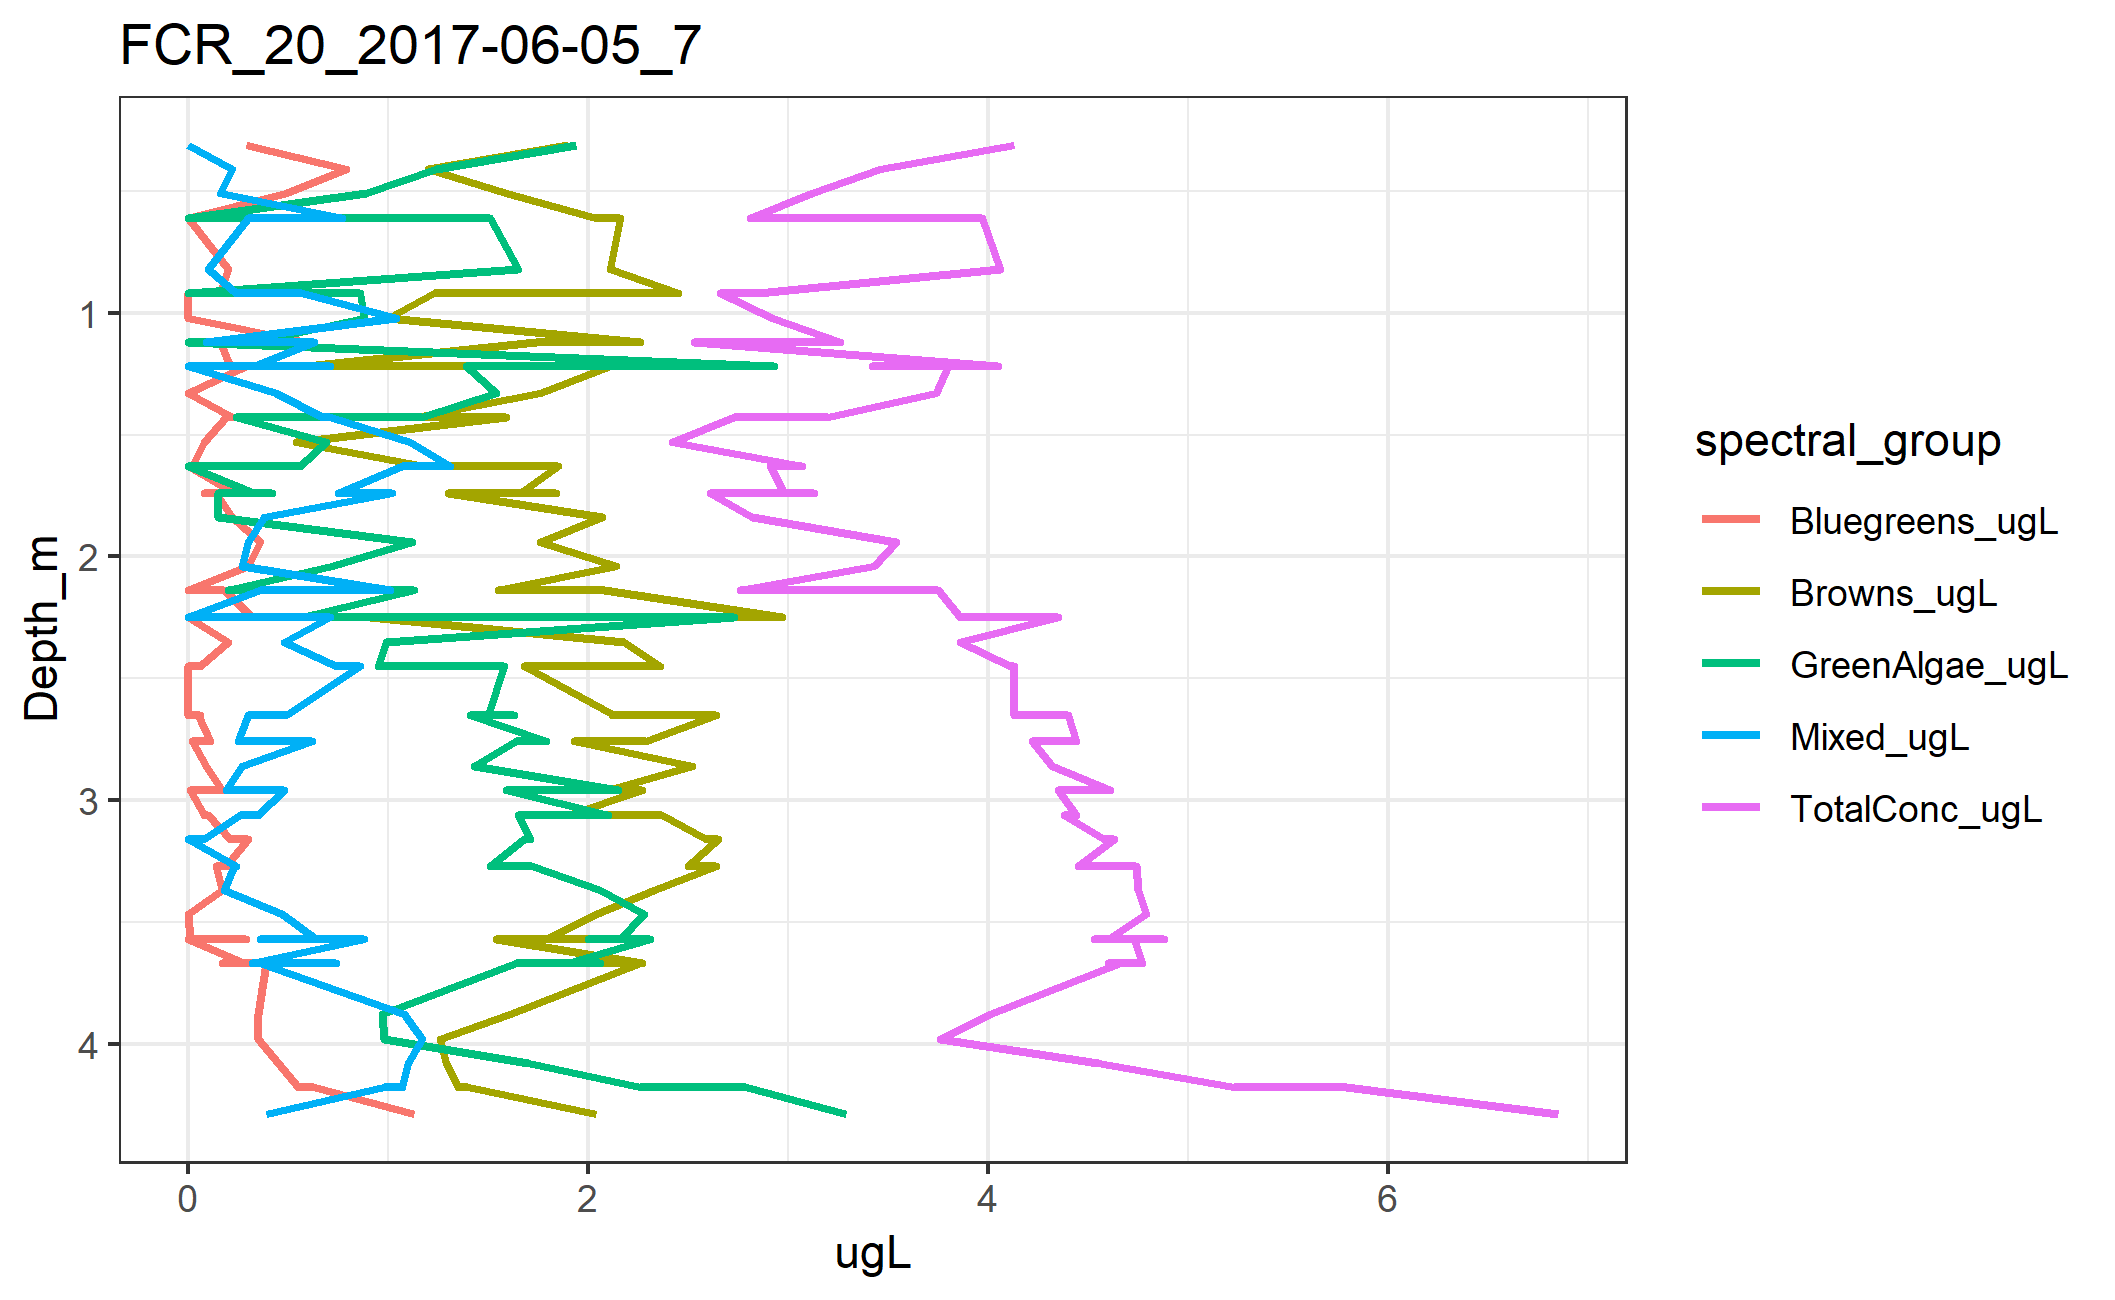 FCR_20_2017-06-05_7
Depth_m
1
2
3
4
0
2
4
6
ugL
spectral_group
Bluegreens_ugL
Browns_ugL
GreenAlgae_ugL
Mixed_ugL
TotalConc_ugL